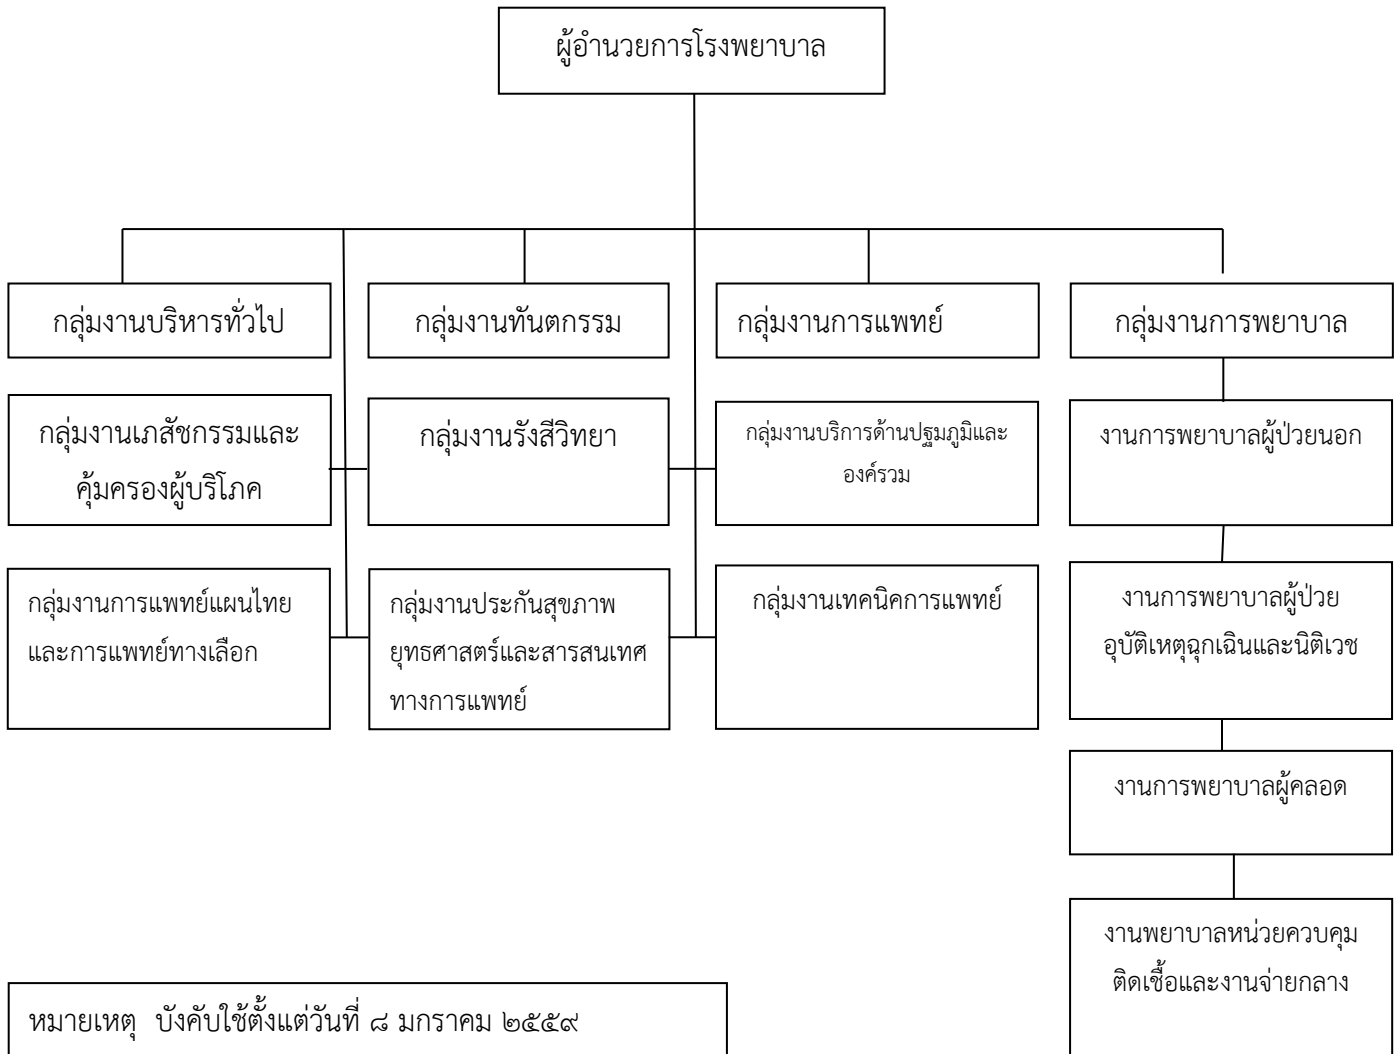 ผู้อำนวยการโรงพยาบาล
กลุ่มงานบริหารทั่วไป
กลุ่มงานทันตกรรม
กลุ่มงานการแพทย์
กลุ่มงานการพยาบาล
กลุ่มงานเภสัชกรรมและ
คุ้มครองผู้บริโภค
กลุ่มงานรังสีวิทยา
กลุ่มงานบริการด้านปฐมภูมิและ
องค์รวม
งานการพยาบาลผู้ป่วยนอก
กลุ่มงานการแพทย์แผนไทย
และการแพทย์ทางเลือก
กลุ่มงานประกันสุขภาพ
ยุทธศาสตร์และสารสนเทศ
ทางการแพทย์
กลุ่มงานเทคนิคการแพทย์
งานการพยาบาลผู้ป่วย
อุบัติเหตุฉุกเฉินและนิติเวช
งานการพยาบาลผู้คลอด
งานพยาบาลหน่วยควบคุม
ติดเชื้อและงานจ่ายกลาง
หมายเหตุ บังคับใช้ตั้งแต่วันที่ ๘ มกราคม ๒๕๕๙